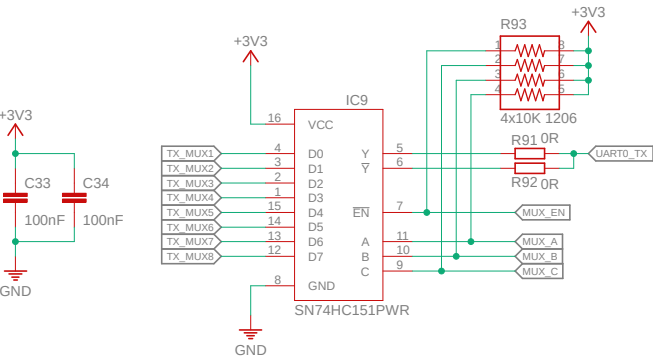 R93
+3V3
1 8
2 7
3 6
4 5
4x10K 1206
+3V3
IC9
16 VCC
+3V3
C33
C34
100nF
100nF
GND
TX_MUX1 4 D0 Y 5 R91 0R UART0_TX
TX_MUX2 3 D1 Y 6 R92 0R
TX_MUX3 2 D2
TX_MUX4 1 D3
TX_MUX5 15 D4 EN 7 MUX_EN
TX_MUX6 14 D5
TX_MUX7 13 D6 A 11 MUX_A
TX_MUX8 12 D7 B 10 MUX_B
C 9 MUX_C
8 GND
SN74HC151PWR
GND